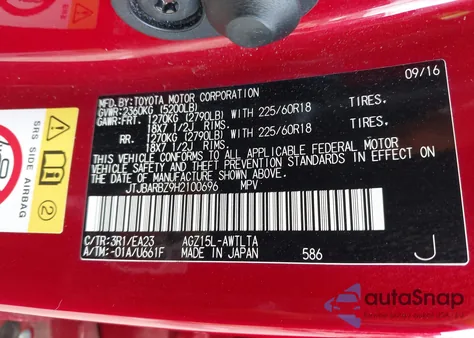 09/16
MFD.BY:TOYOTA MOTOR CORPORATION
GVWR:2360KG (5200LB)
GAWR:FR. 1270KG (2790LB) WITH 225/60R18 TIRES.
18X7 1/2J RIMS.
RR. 1270KG (2790LB) WITH 225/60R18 TIRES.
18X7 1/2J RIMS.
THIS VEHICLE CONFORMS TO ALL APPLICABLE FEDERAL MOTOR
VEHICLE SAFETY AND THEFT PREVENTION STANDARDS IN EFFECT ON
THE DATE OF MANUFACTURE SHOWN ABOVE.
JTJBARBZ9H2100696 MPV
C/TR:3R1/EA23 AGZ15L-AWTLTA
A/TM:-01A/U661F MADE IN JAPAN 586 J
SRS SIDE AIRBAG
2
autoSnap